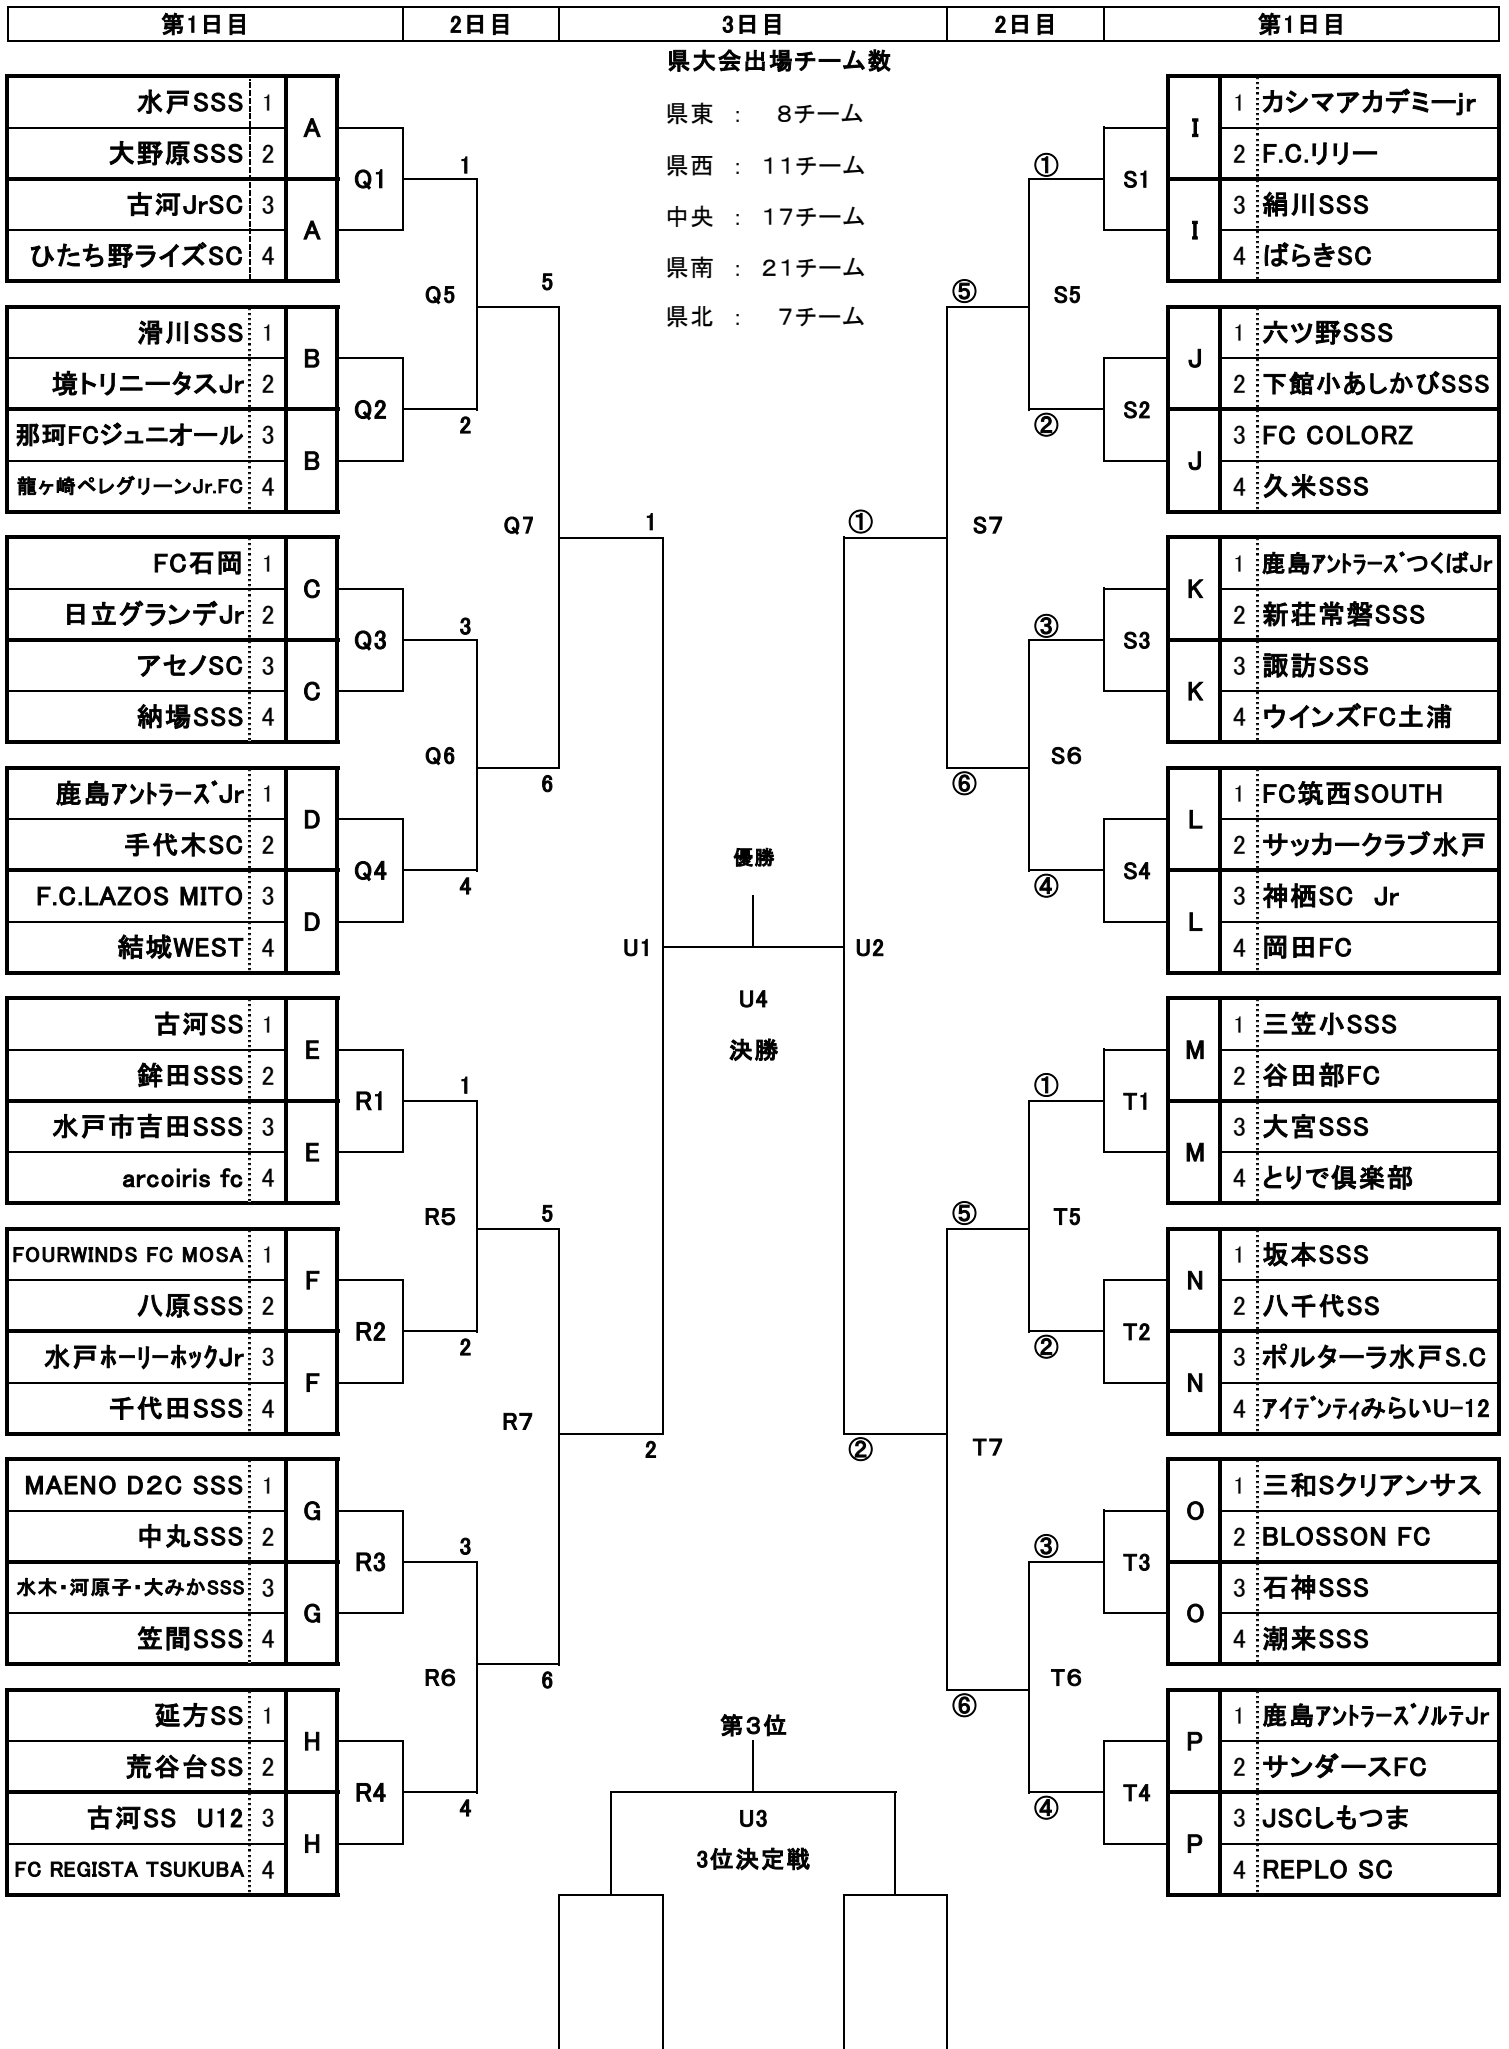 第1日目 2日目 3日目 2日目 第1日目
県大会出場チーム数
県東 ： 8チーム
県西 ： 11チーム
中央 ： 17チーム
県南 ： 21チーム
県北 ： 7チーム
水戸SSS 1
大野原SSS 2
A
古河JrSC 3
ひたち野ライズSC 4
A
Q1
滑川SSS 1
境トリニータスJr 2
B
那珂FCジュニオール 3
龍ヶ崎ペレグリーンJr.FC 4
B
Q2
FC石岡 1
日立グランデJr 2
C
アセノSC 3
納場SSS 4
C
Q3
鹿島アントラーズJr 1
手代木SC 2
D
F.C.LAZOS MITO 3
結城WEST 4
D
Q4
古河SS 1
鉾田SSS 2
E
水戸市吉田SSS 3
arcoiris fc 4
E
R1
FOURWINDS FC MOSA 1
八原SSS 2
F
水戸ホーリーホックJr 3
千代田SSS 4
F
R2
MAENO D2C SSS 1
中丸SSS 2
G
水木・河原子・大みかSSS 3
笠間SSS 4
G
R3
延方SS 1
荒谷台SS 2
H
古河SS U12 3
FC REGISTA TSUKUBA 4
H
R4
1
Q5
2
3
Q6
4
5
Q7
6
1
R5
2
3
R6
4
5
R7
6
1
U1
2
優勝
U4
決勝
第3位
U3
3位決定戦
①
U2
②
⑤
S7
⑥
①
S5
②
③
S6
④
⑤
T7
⑥
①
T5
②
③
T6
④
S1
I
1 カシマアカデミーjr
2 F.C.リリー
I
3 絹川SSS
4 ばらきSC
S2
J
1 六ツ野SSS
2 下館小あしかびSSS
J
3 FC COLORZ
4 久米SSS
S3
K
1 鹿島アントラーズつくばJr
2 新荘常磐SSS
K
3 諏訪SSS
4 ウインズFC土浦
S4
L
1 FC筑西SOUTH
2 サッカークラブ水戸
L
3 神栖SC Jr
4 岡田FC
T1
M
1 三笠小SSS
2 谷田部FC
M
3 大宮SSS
4 とりで倶楽部
T2
N
1 坂本SSS
2 八千代SS
N
3 ポルターラ水戸S.C
4 アイデンティみらいU-12
T3
O
1 三和Sクリアンサス
2 BLOSSON FC
O
3 石神SSS
4 潮来SSS
T4
P
1 鹿島アントラーズノルテJr
2 サンダースFC
P
3 JSCしもつま
4 REPLO SC